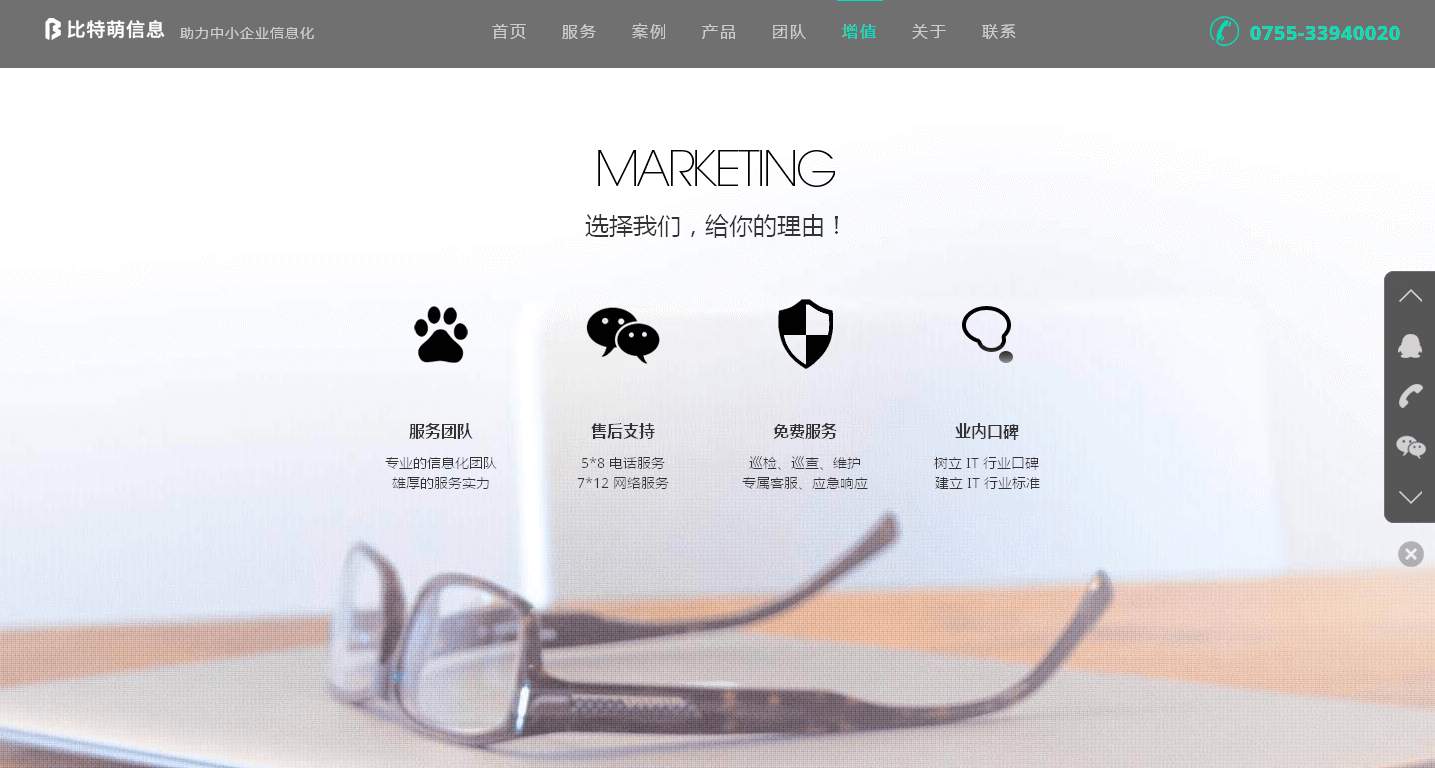 比特萌信息 助力中小企业信息化
首页 服务 案例 产品 团队 增值 关于 联系
0755-33940020
MARKETING
选择我们，给你的理由！
服务团队
专业的信息化团队
雄厚的服务实力
售后支持
5*8 电话服务
7*12 网络服务
免费服务
巡检、巡查、维护
专属客服、应急响应
业内口碑
树立 IT 行业口碑
建立 IT 行业标准